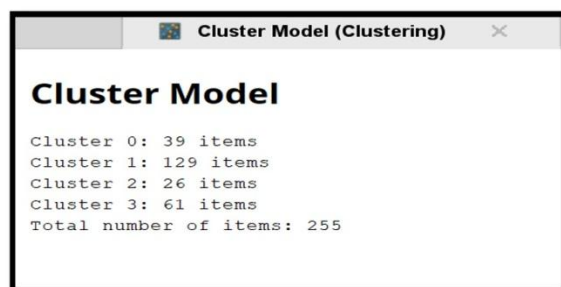 Cluster Model (Clustering)
Cluster Model
Cluster 0: 39 items
Cluster 1: 129 items
Cluster 2: 26 items
Cluster 3: 61 items
Total number of items: 255